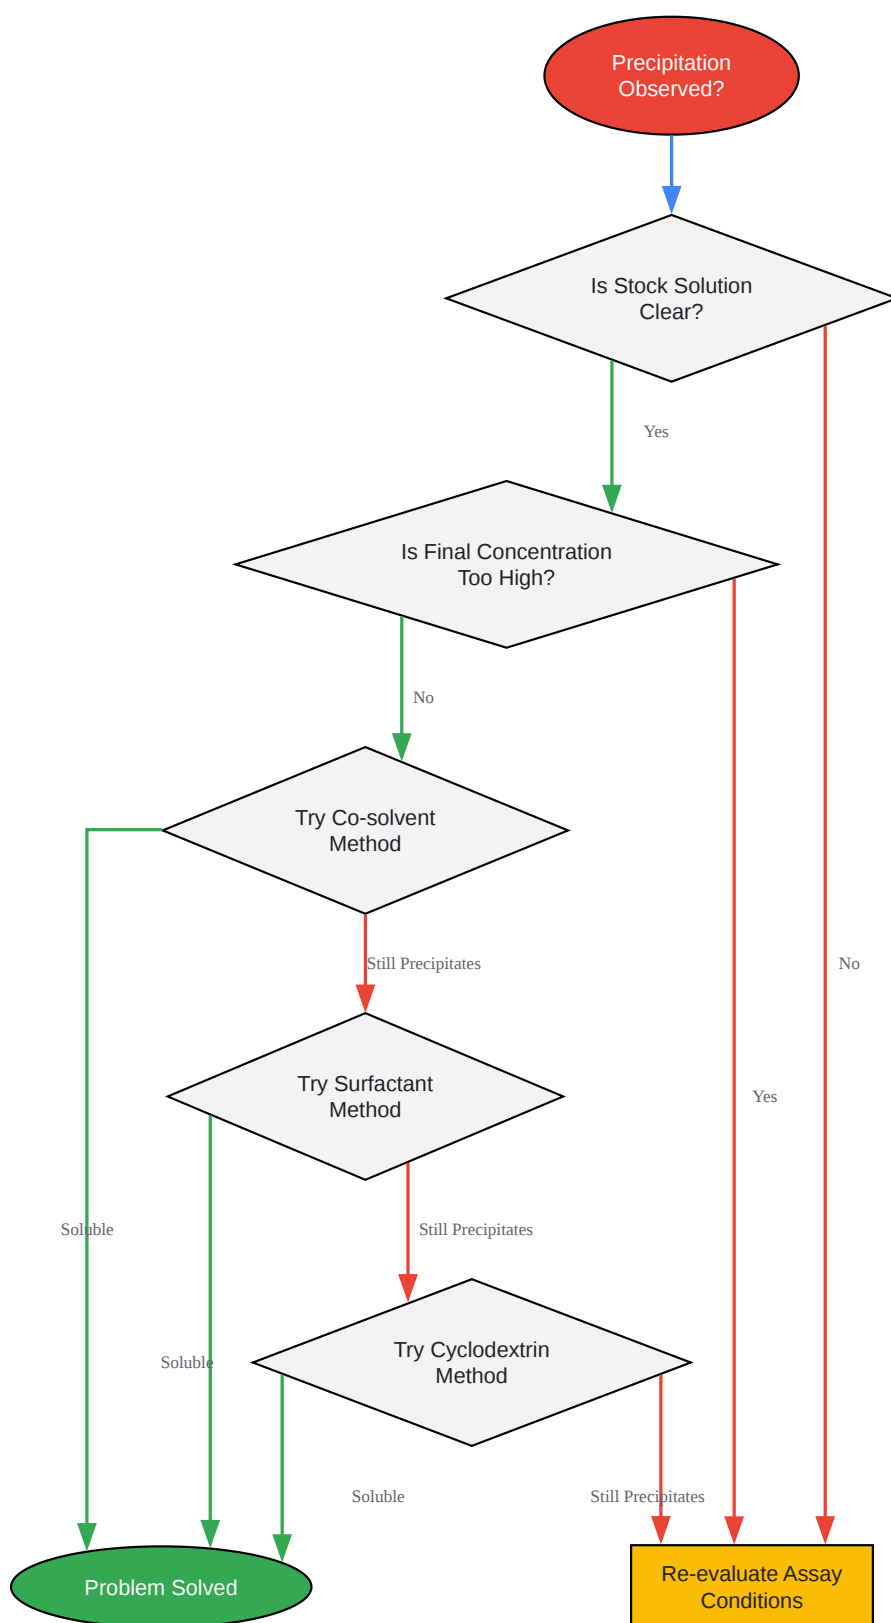 Precipitation
Observed?
Is Stock Solution
Clear?
Yes
Is Final Concentration
Too High?
No
Try Co-solvent
Method
Still Precipitates
No
Try Surfactant
Method
Yes
Soluble
Still Precipitates
Try Cyclodextrin
Method
Soluble
Soluble
Still Precipitates
Problem Solved
Re-evaluate Assay
Conditions